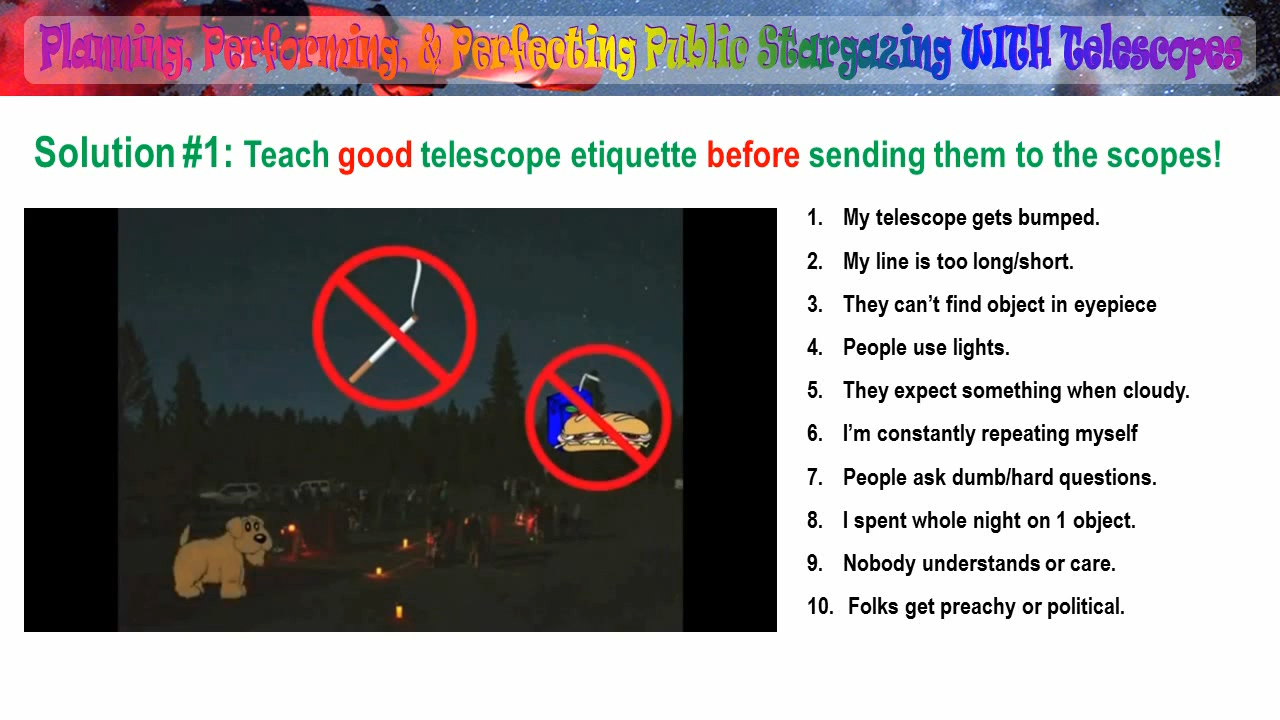 Planning, Performing, & Perfecting Public Stargazing WITH Telescopes
Solution #1: Teach good telescope etiquette before sending them to the scopes!
1. My telescope gets bumped.
2. My line is too long/short.
3. They can’t find object in eyepiece
4. People use lights.
5. They expect something when cloudy.
6. I’m constantly repeating myself
7. People ask dumb/hard questions.
8. I spent whole night on 1 object.
9. Nobody understands or care.
10. Folks get preachy or political.